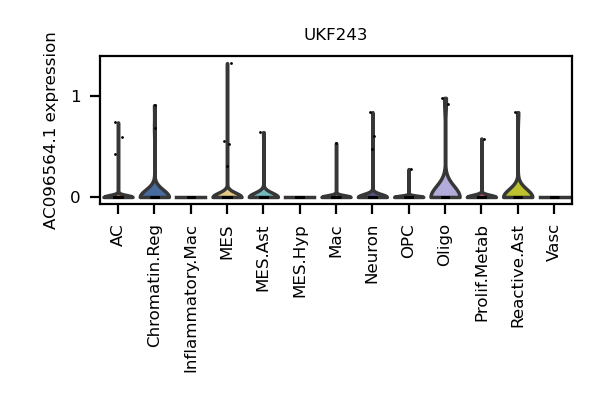 UKF243
AC096564.1 expression
1
0
AC
Chromatin.Reg
Inflammatory.Mac
MES
MES.Ast
MES.Hyp
Mac
Neuron
OPC
Oligo
Prolif.Metab
Reactive.Ast
Vasc